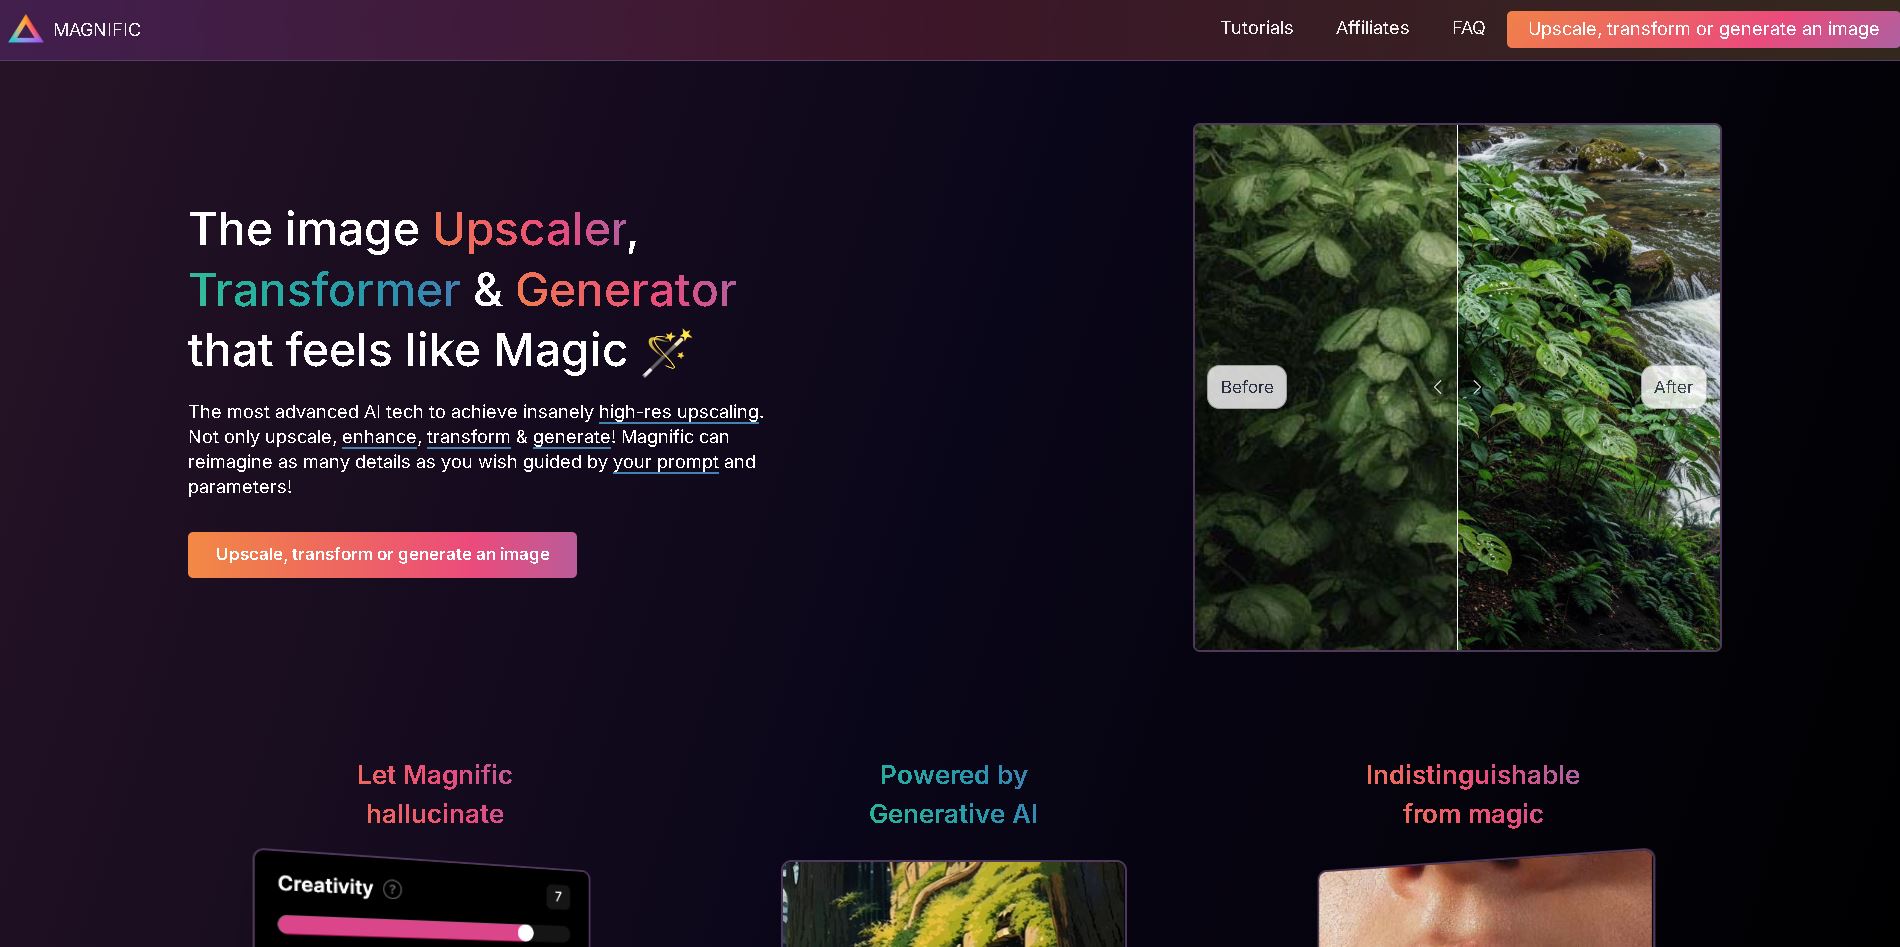 MAGNIFIC
Tutorials
Affiliates
FAQ
Upscale, transform or generate an image
The image Upscaler,
Transformer & Generator
that feels like Magic 🪄
The most advanced AI tech to achieve insanely high-res upscaling.
Not only upscale, enhance, transform & generate! Magnific can
reimagine as many details as you wish guided by your prompt and
parameters!
Upscale, transform or generate an image
Before
After
Let Magnific
hallucinate
Powered by
Generative AI
Indistinguishable
from magic
Creativity ?
7